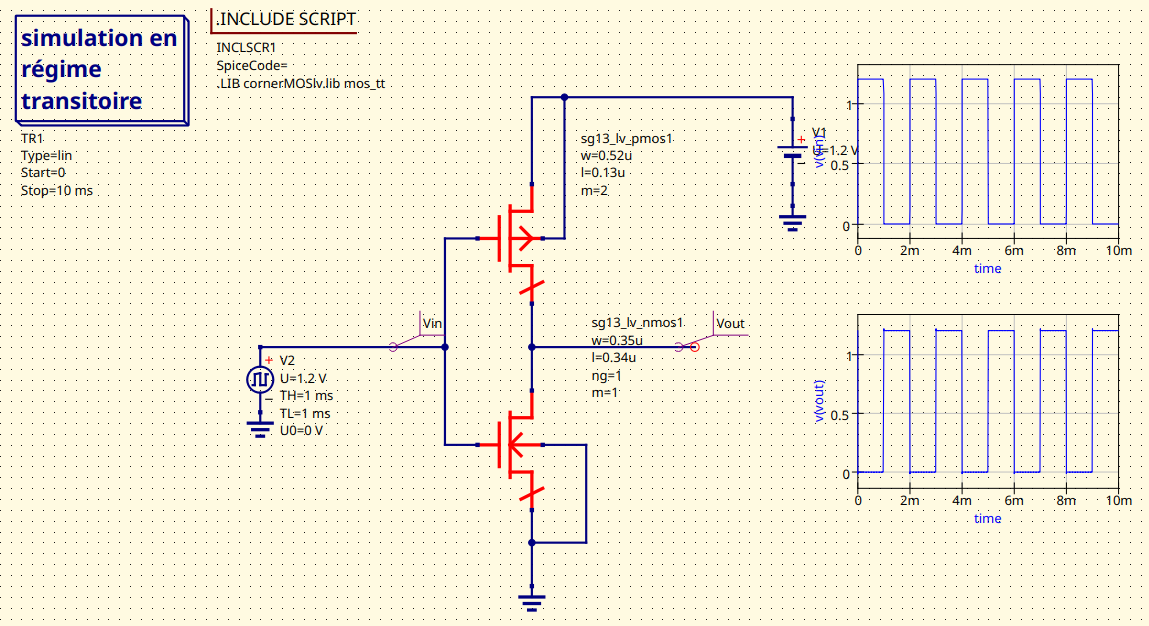 simulation en
régime
transitoire
TR1
Type=lin
Start=0
Stop=10 ms
.INCLUDE SCRIPT
INCLSCR1
SpiceCode=
.LIB cornerMOSlv.lib mos_tt
sg13_lv_pmos1
w=0.52u
l=0.13u
m=2
+
V1
U=1.2 V
Vin
sg13_lv_nmos1
w=0.35u
l=0.34u
ng=1
m=1
Vout
+
V2
U=1.2 V
TH=1 ms
TL=1 ms
U0=0 V
1
0.5
0
0 2m 4m 6m 8m 10m
time
v(vout)
1
0.5
0
0 2m 4m 6m 8m 10m
time